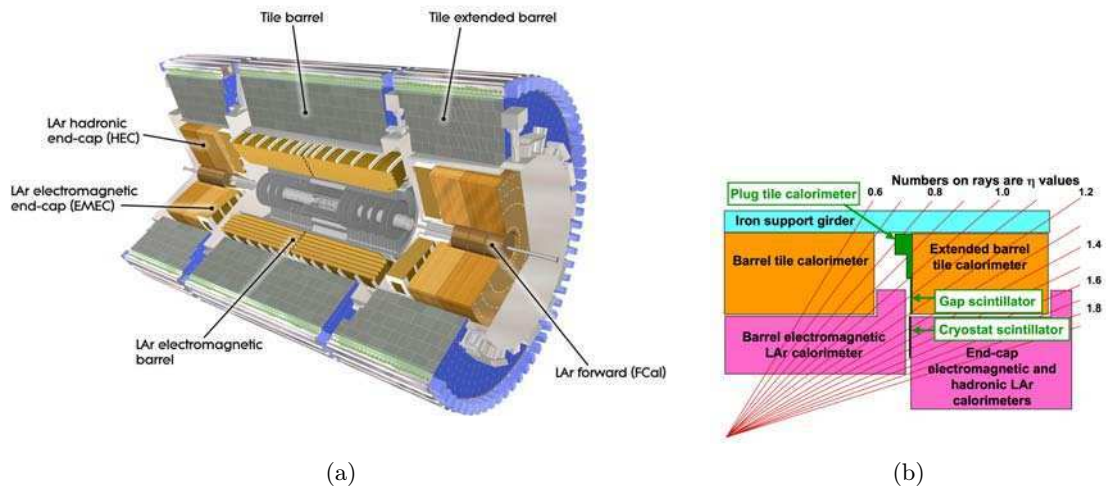 Tile barrel
Tile extended barrel
LAr hadronic
end-cap (HEC)
LAr electromagnetic
end-cap (EMEC)
LAr electromagnetic
barrel
LAr forward (FCal)
(a)
Numbers on rays are η values
Plug tile calorimeter
0.6
0.8
1.0
1.2
Iron support girder
Barrel tile calorimeter
Extended barrel
tile calorimeter
1.4
1.6
1.8
Gap scintillator
Cryostat scintillator
Barrel electromagnetic
LAr calorimeter
End-cap
electromagnetic and
hadronic LAr
calorimeters
(b)